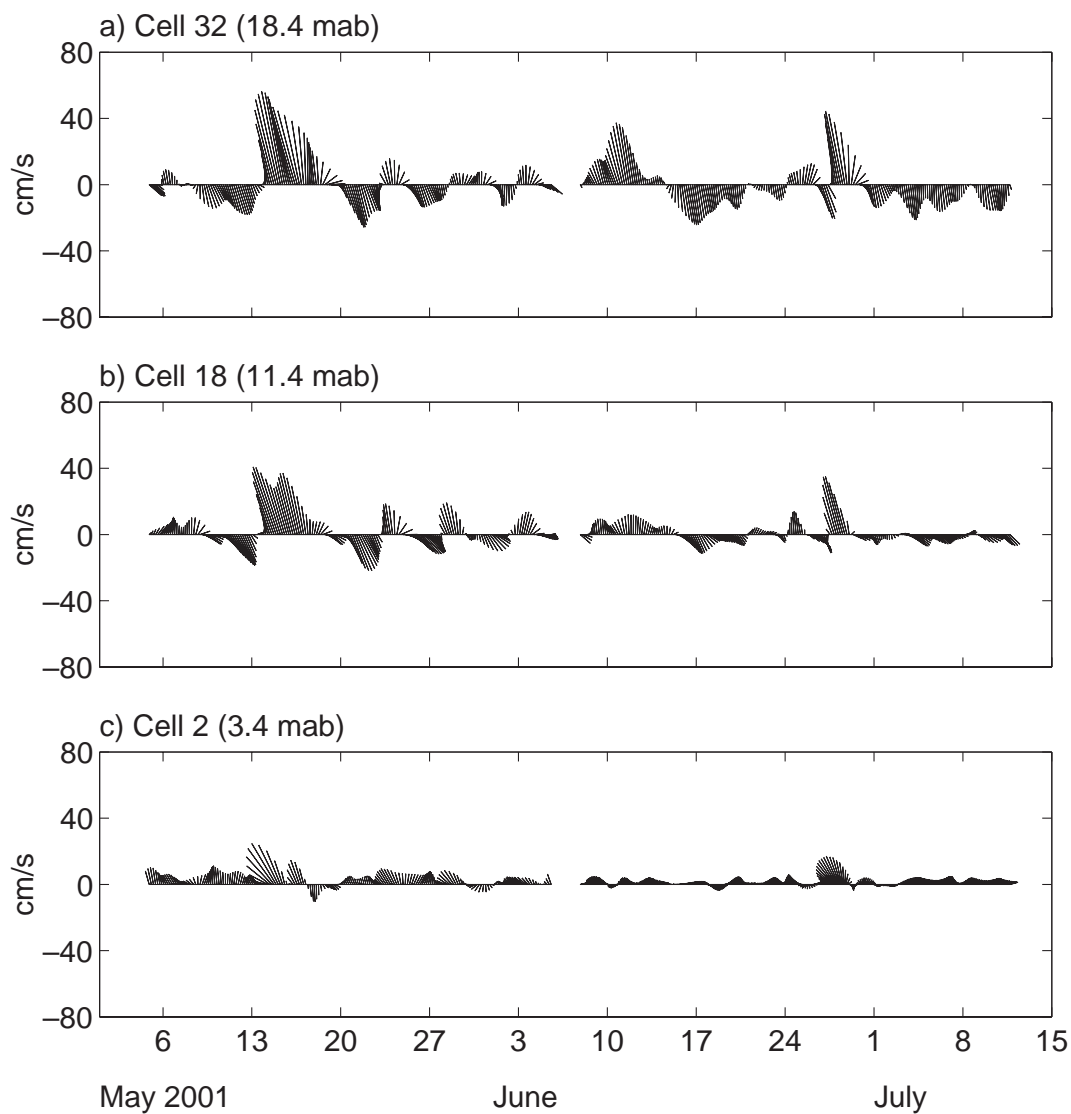 a) Cell 32 (18.4 mab)
80
40
0
–40
–80
cm/s
b) Cell 18 (11.4 mab)
80
40
0
–40
–80
cm/s
c) Cell 2 (3.4 mab)
80
40
0
–40
–80
cm/s
6 13 20 27 3 10 17 24 1 8 15
May 2001 June July